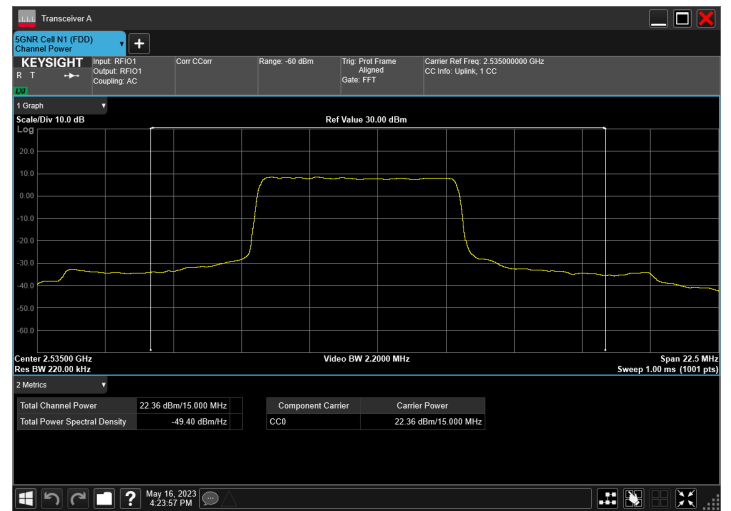 Transceiver A
5GNR Cell N1 (FDD)
Channel Power
KEYSIGHT
R T
LXI
Input: RFIO1
Output: RFIO1
Coupling: AC
Corr CCorr
Range: -60 dBm
Trig: Prot Frame
Aligned
Gate: FFT
Carrier Ref Freq: 2.535000000 GHz
CC Info: Uplink, 1 CC
1 Graph
Scale/Div 10.0 dB
Ref Value 30.00 dBm
Log
20.0
10.0
0.00
-10.0
-20.0
-30.0
-40.0
-50.0
-60.0
Center 2.53500 GHz
Video BW 2.2000 MHz
Span 22.5 MHz
Res BW 220.00 kHz
Sweep 1.00 ms (1001 pts)
2 Metrics
Total Channel Power 22.36 dBm/15.000 MHz
Total Power Spectral Density -49.40 dBm/Hz
Component Carrier Carrier Power
CC0 22.36 dBm/15.000 MHz
?
May 16, 2023
4:23:57 PM